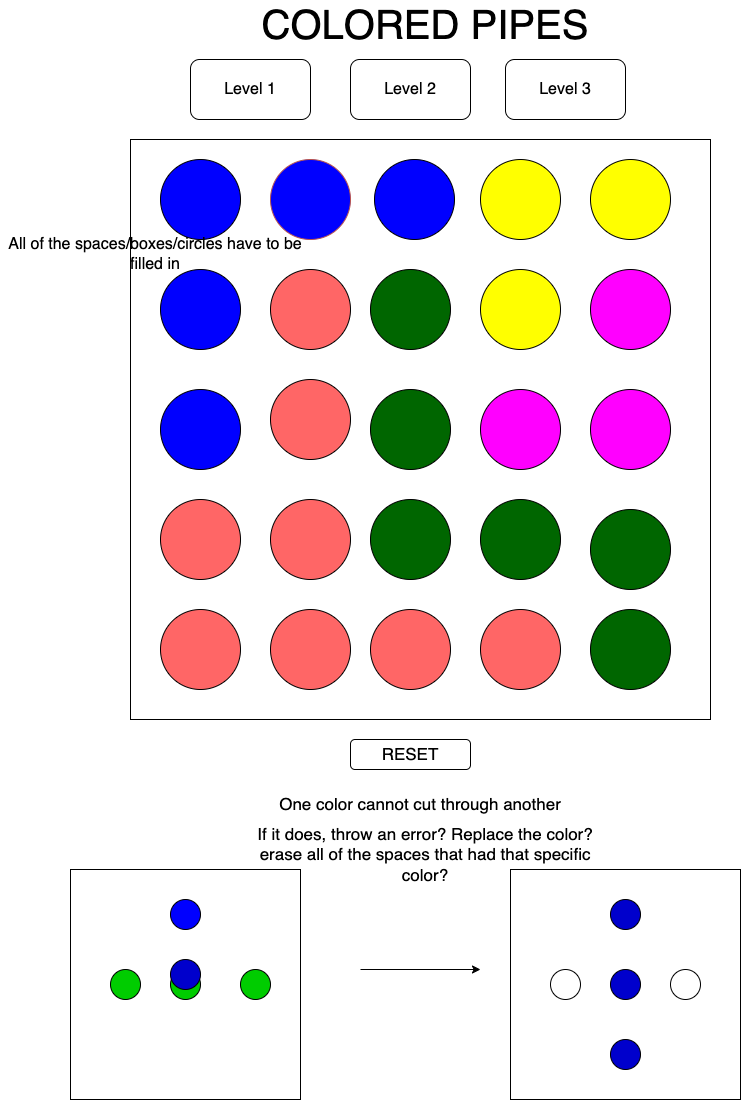 COLORED PIPES
Level 1
Level 2
Level 3
All of the spaces/boxes/circles have to be
filled in
RESET
One color cannot cut through another
If it does, throw an error? Replace the color?
erase all of the spaces that had that specific
color?